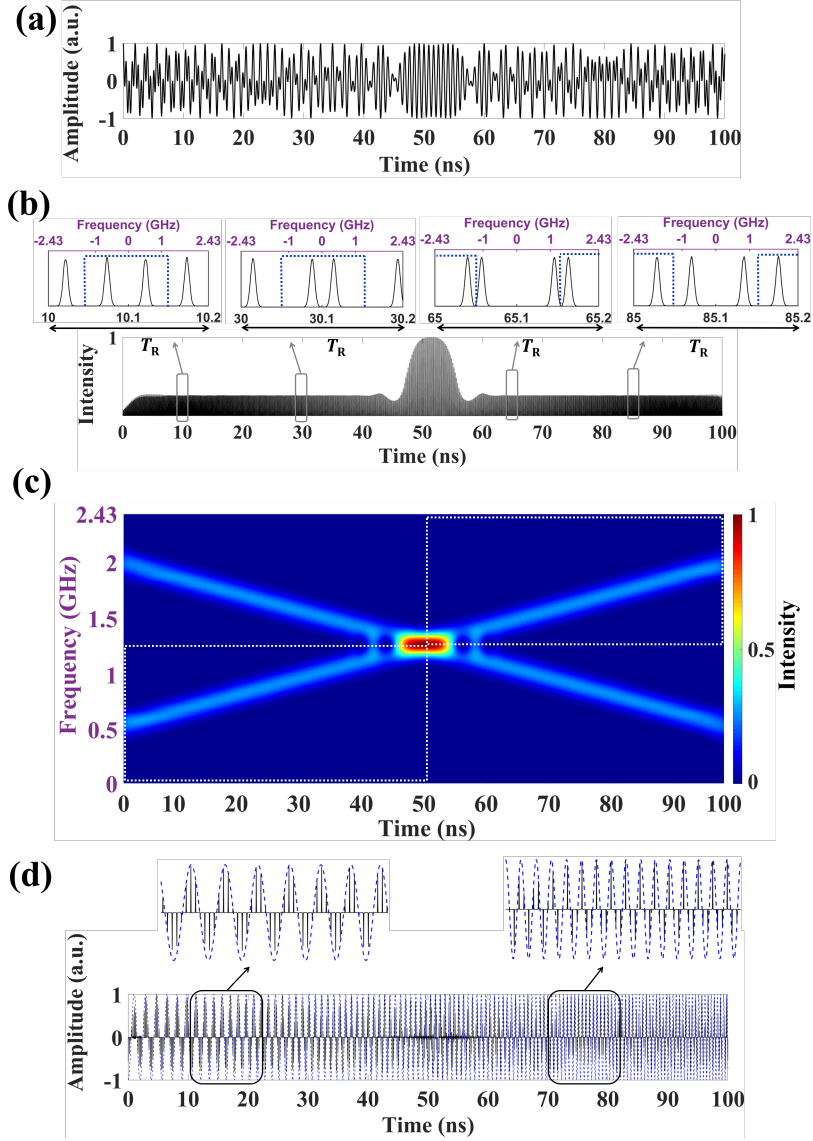 (a)
Amplitude (a.u.)
1
0
-1
0 10 20 30 40 50 60 70 80 90 100
Time (ns)
(b)
Frequency (GHz) Frequency (GHz) Frequency (GHz) Frequency (GHz)
-2.43 -1 0 1 2.43 -2.43 -1 0 1 2.43 -2.43 -1 0 1 2.43 -2.43 -1 0 1 2.43
10 10.1 10.2 30 30.1 30.2 65 65.1 65.2 85 85.1 85.2
TR TR TR TR
Intensity
1
0 10 20 30 40 50 60 70 80 90 100
Time (ns)
(c)
Frequency (GHz)
2.43
2
1.5
1
0.5
0
0 10 20 30 40 50 60 70 80 90 100
Time (ns)
1
0.5
0
Intensity
(d)
Amplitude (a.u.)
1
0
-1
0 10 20 30 40 50 60 70 80 90 100
Time (ns)